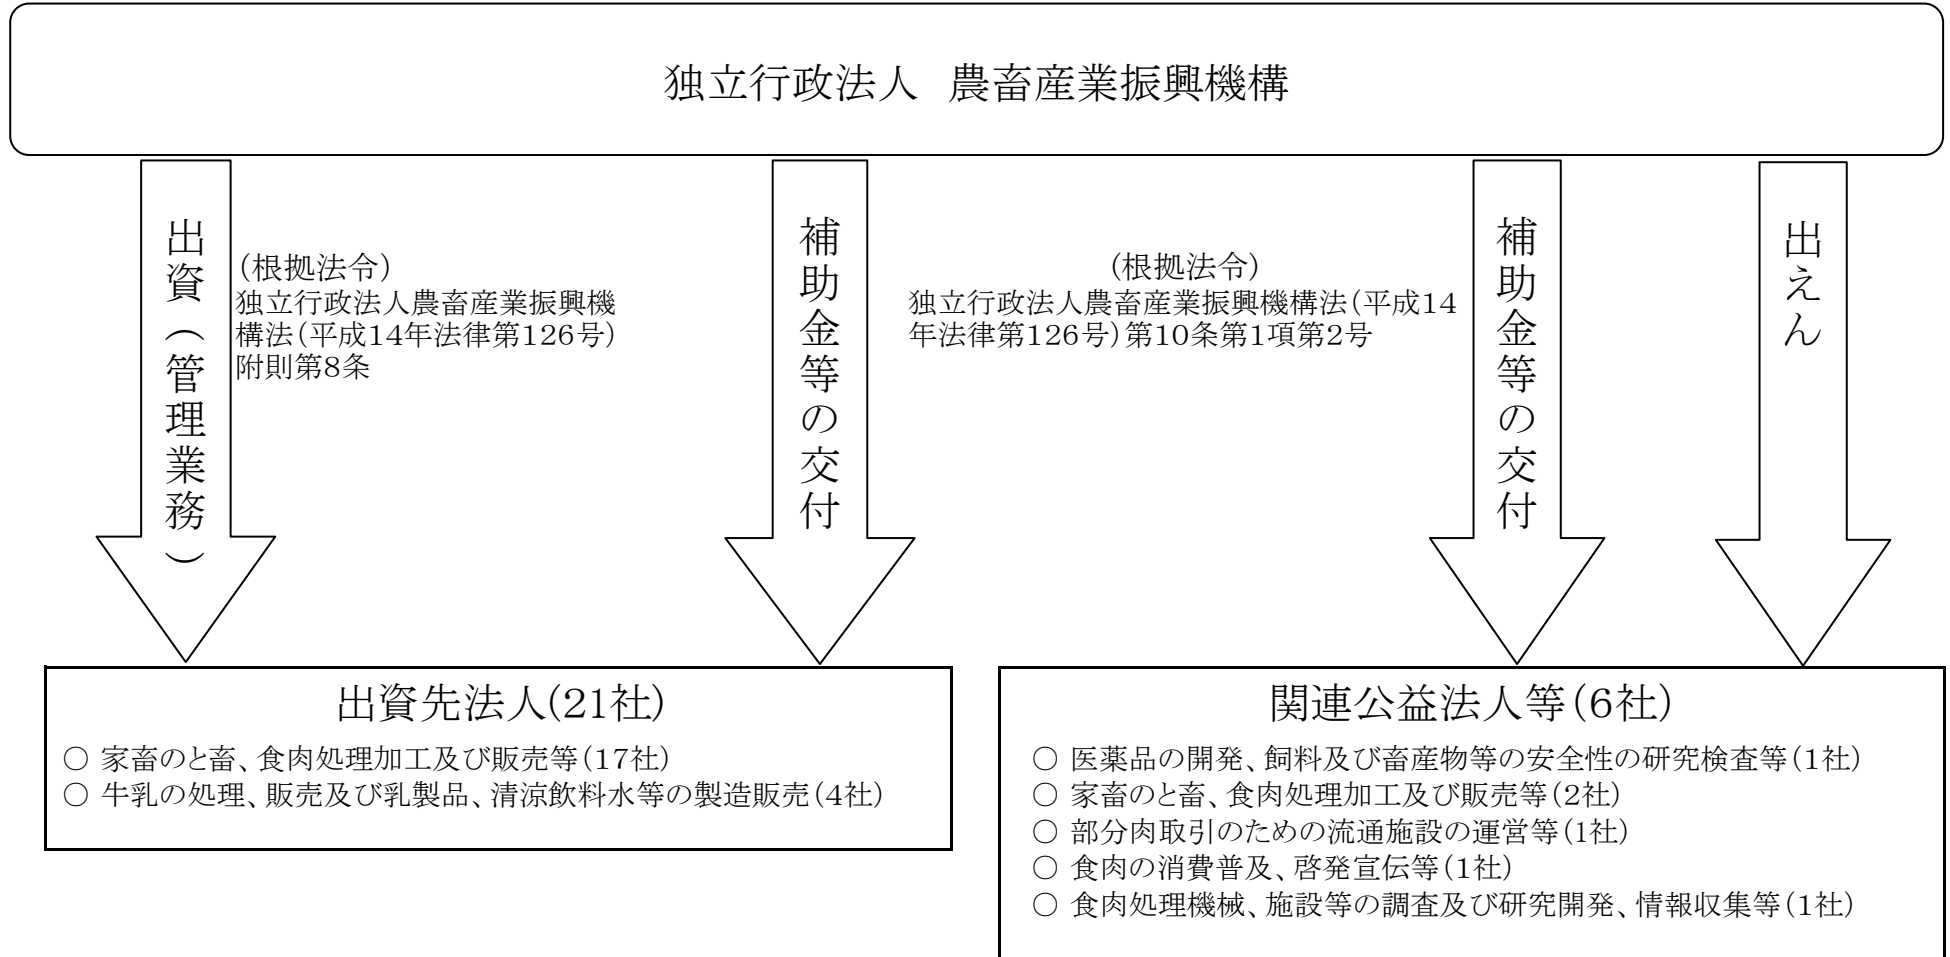 独立行政法人　農畜産業振興機構
出資（管理業務）
(根拠法令)
独立行政法人農畜産業振興機
構法(平成14年法律第126号)
附則第8条
補助金等の交付
(根拠法令)
独立行政法人農畜産業振興機構法(平成14
年法律第126号)第10条第1項第2号
補助金等の交付
出えん
出資先法人(21社)
○ 家畜のと畜、食肉処理加工及び販売等(17社)
○ 牛乳の処理、販売及び乳製品、清涼飲料水等の製造販売(4社)
関連公益法人等(6社)
○ 医薬品の開発、飼料及び畜産物等の安全性の研究検査等(1社)
○ 家畜のと畜、食肉処理加工及び販売等(2社)
○ 部分肉取引のための流通施設の運営等(1社)
○ 食肉の消費普及、啓発宣伝等(1社)
○ 食肉処理機械、施設等の調査及び研究開発、情報収集等(1社)